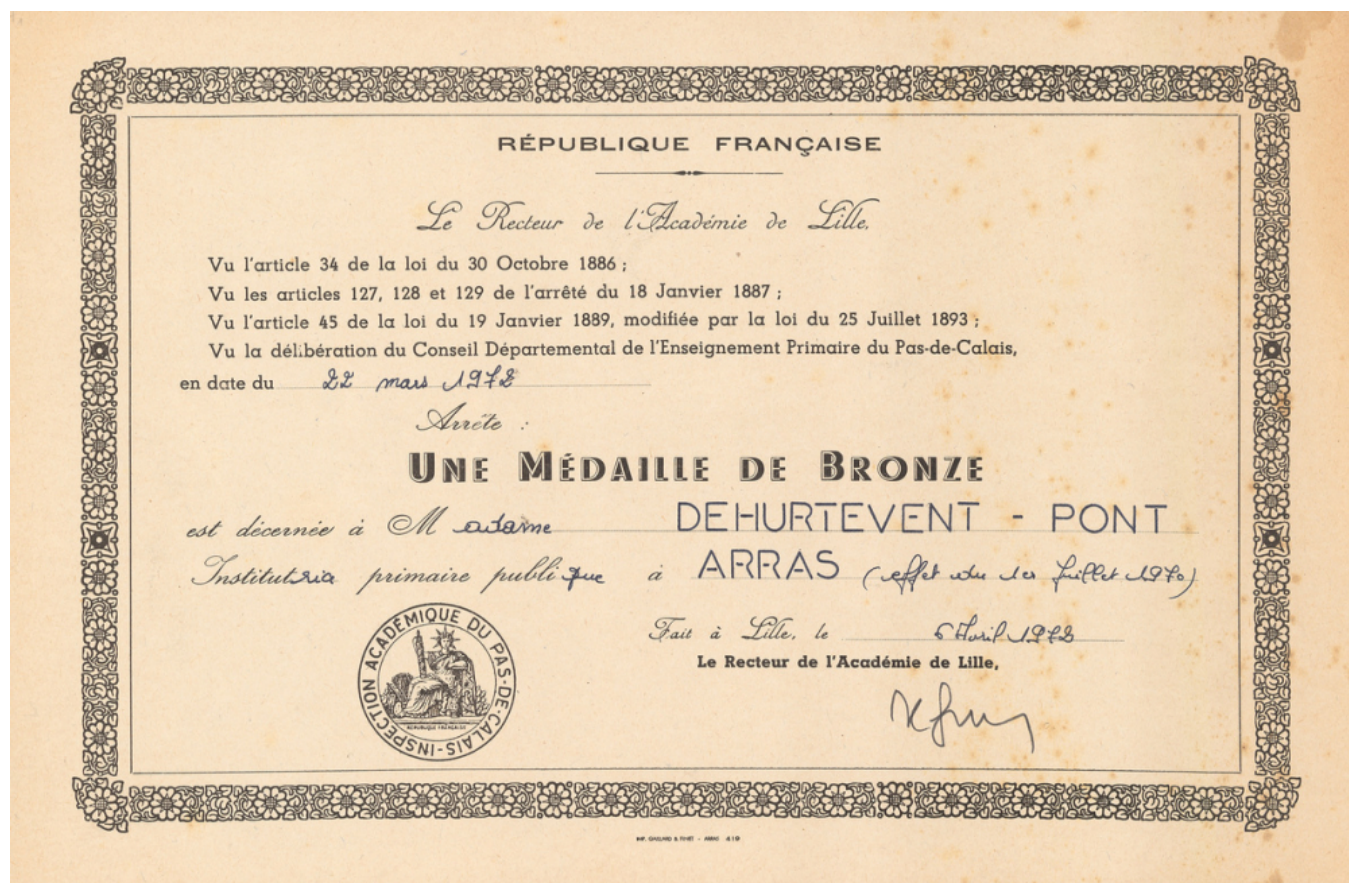 RÉPUBLIQUE FRANÇAISE
Le Recteur de l'Académie de Lille,
Vu l'article 34 de la loi du 30 Octobre 1886 ;
Vu les articles 127, 128 et 129 de l'arrêté du 18 Janvier 1887 ;
Vu l'article 45 de la loi du 19 Janvier 1889, modifiée par la loi du 25 Juillet 1893 ;
Vu la délibération du Conseil Départemental de l'Enseignement Primaire du Pas-de-Calais,
en date du 22 mars 1972
Arrête :
UNE MÉDAILLE DE BRONZE
est décernée à Madame DEHURTEVENT - PONT
Institutrice primaire publique à ARRAS (effet du 1er Juillet 1970)
Fait à Lille, le 6 Avril 1972
Le Recteur de l'Académie de Lille,
INSPECTION ACADÉMIQUE DU PAS-DE-CALAIS
RÉPUBLIQUE FRANÇAISE
IMP. - ARRAS